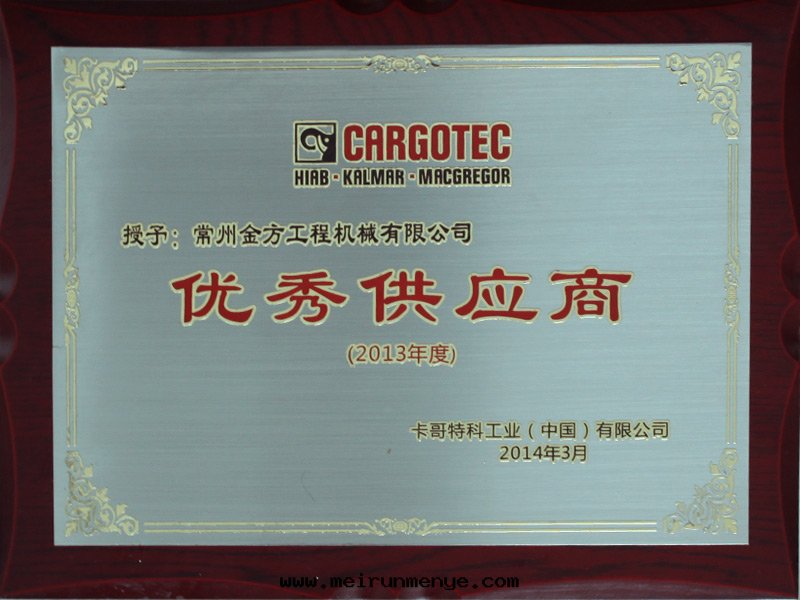 CARGOTEC
HIAB · KALMAR · MACGREGOR
授予：常州金方工程机械有限公司
优秀供应商
(2013年度)
卡哥特科工业（中国）有限公司
2014年3月
www.meirunmenye.com